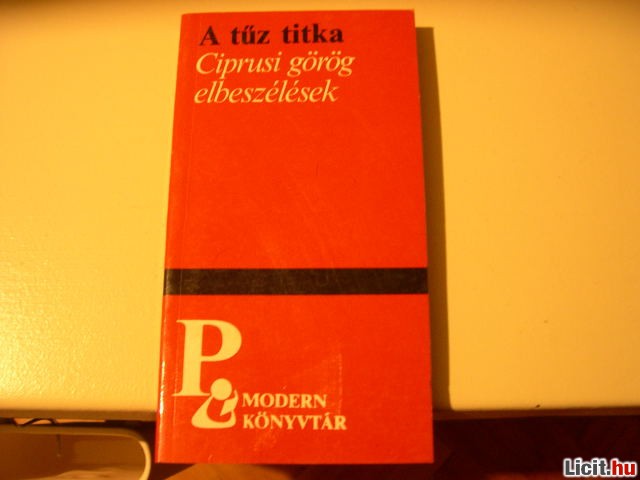 A tűz titka
Ciprusi görög
elbeszélések
P
MODERN
KÖNYVTÁR
Licit.hu